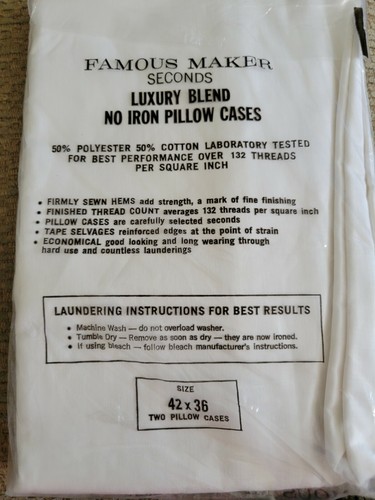 FAMOUS MAKER
SECONDS
LUXURY BLEND
NO IRON PILLOW CASES
50% POLYESTER 50% COTTON LABORATORY TESTED
FOR BEST PERFORMANCE OVER 132 THREADS
PER SQUARE INCH
• FIRMLY SEWN HEMS add strength, a mark of fine finishing
• FINISHED THREAD COUNT averages 132 threads per square inch
• PILLOW CASES are carefully selected seconds
• TAPE SELVAGES reinforced edges at the point of strain
• ECONOMICAL good looking and long wearing through
hard use and countless launderings
LAUNDERING INSTRUCTIONS FOR BEST RESULTS
• Machine Wash — do not overload washer.
• Tumble Dry — Remove as soon as dry — they are now ironed.
• If using bleach — follow bleach manufacturer's instructions.
SIZE
42 x 36
TWO PILLOW CASES